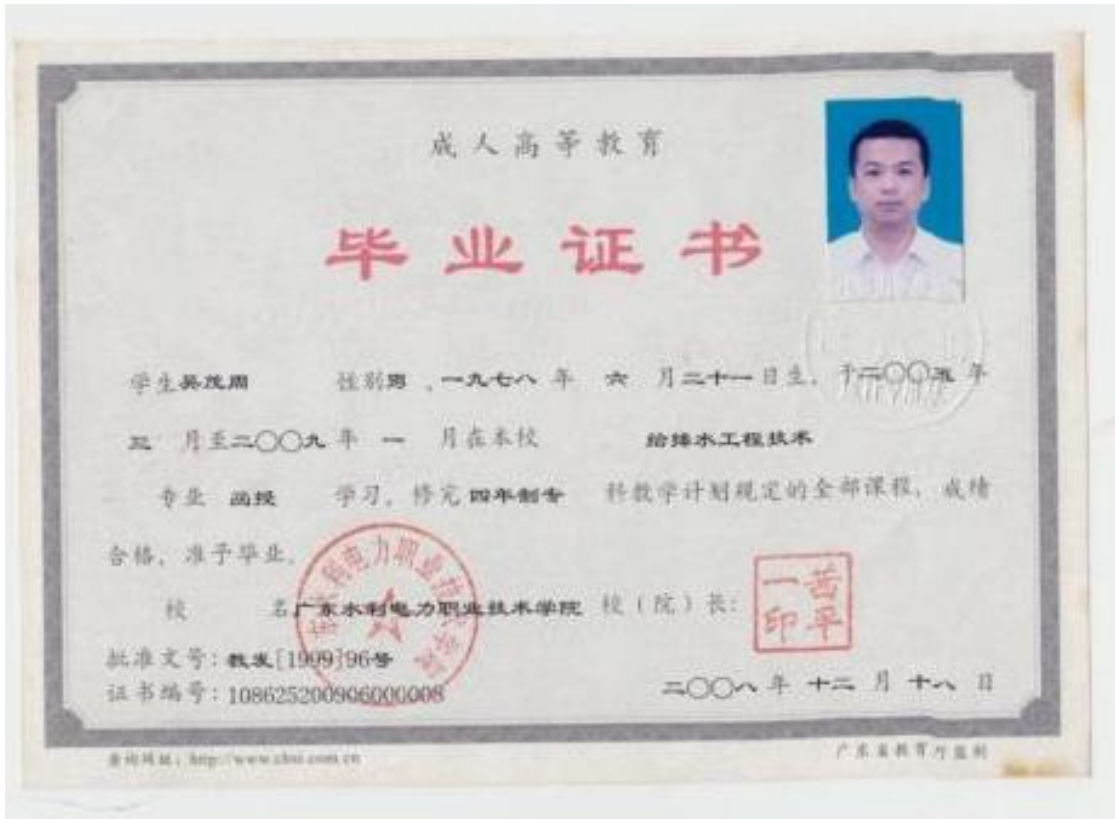 成人高等教育
毕业证书
学生吴茂周 性别男，一九七八年 六 月二十一日生，于二〇〇五年
三 月至二〇〇九年 一 月在本校 给排水工程技术
专业 函授 学习，修完四年制专 科教学计划规定的全部课程，成绩
合格，准予毕业。
校 名广东水利电力职业技术学院 校（院）长：
批准文号：教发[1999]96号
证书编号：108625200906000008
二〇〇八年 十二 月 十八 日
查询网址：http://www.chsi.com.cn
广东省教育厅监制